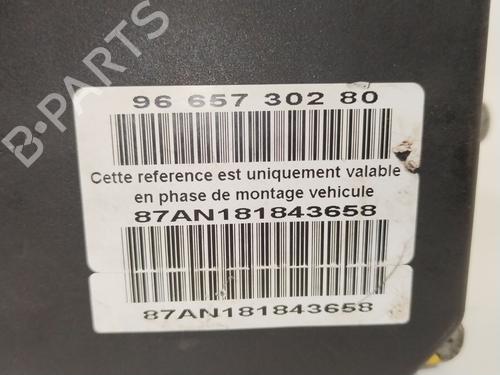 B-PARTS
96 657 302 80
Cette reference est uniquement valable
en phase de montage vehicule
87AN181843658
87AN181843658